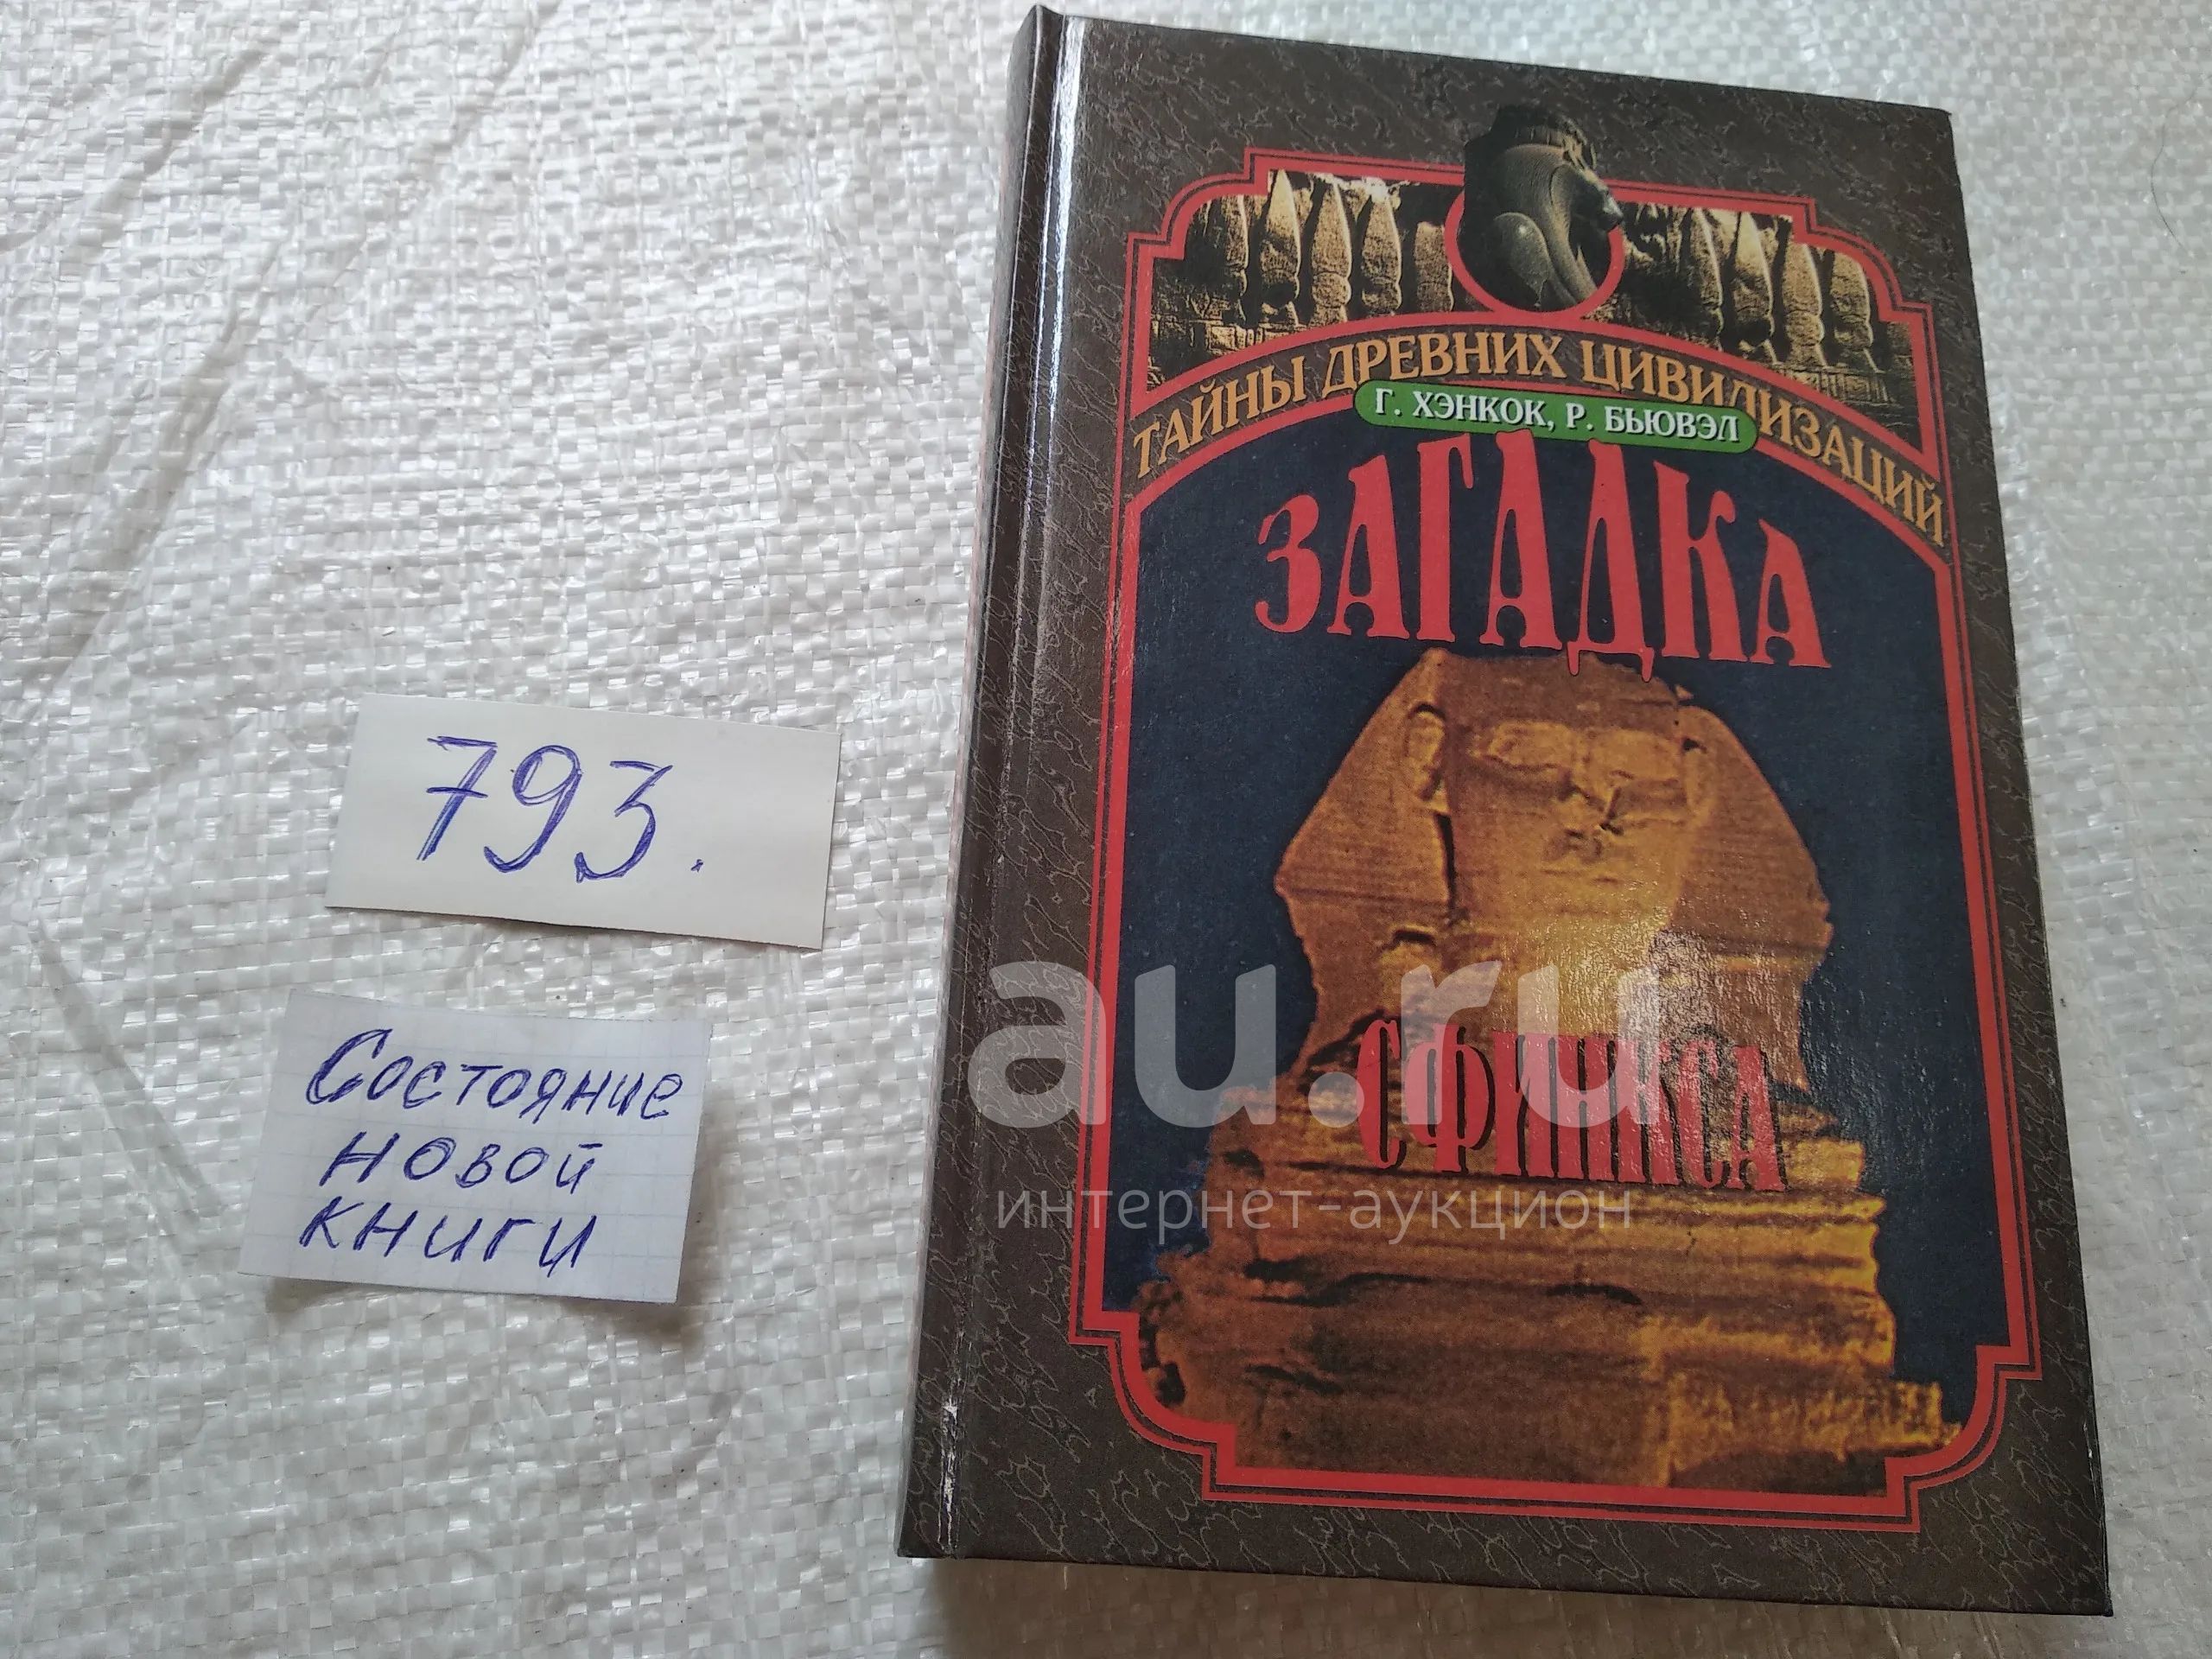 ТАЙНЫ ДРЕВНИХ ЦИВИЛИЗАЦИЙ
Г. ХЭНКОК, Р. БЬЮВЭЛ
ЗАГАДКА
СФИНКСА
793.
Состояние
новой
книги
au.ru
интернет-аукцион